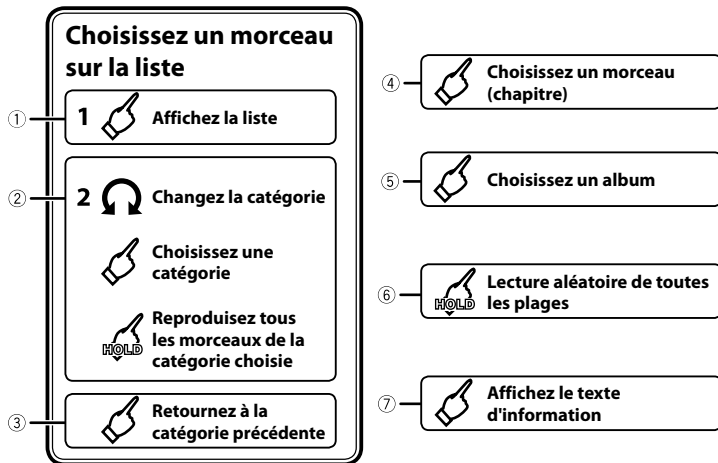 Choisissez un morceau
sur la liste
① 1 Affichez la liste
② 2 Changez la catégorie
Choisissez une
catégorie
HOLD
Reproduisez tous
les morceaux de la
catégorie choisie
③ Retournez à la
catégorie précédente
④ Choisissez un morceau
(chapitre)
⑤ Choisissez un album
⑥ HOLD Lecture aléatoire de toutes
les plages
⑦ Affichez le texte
d'information